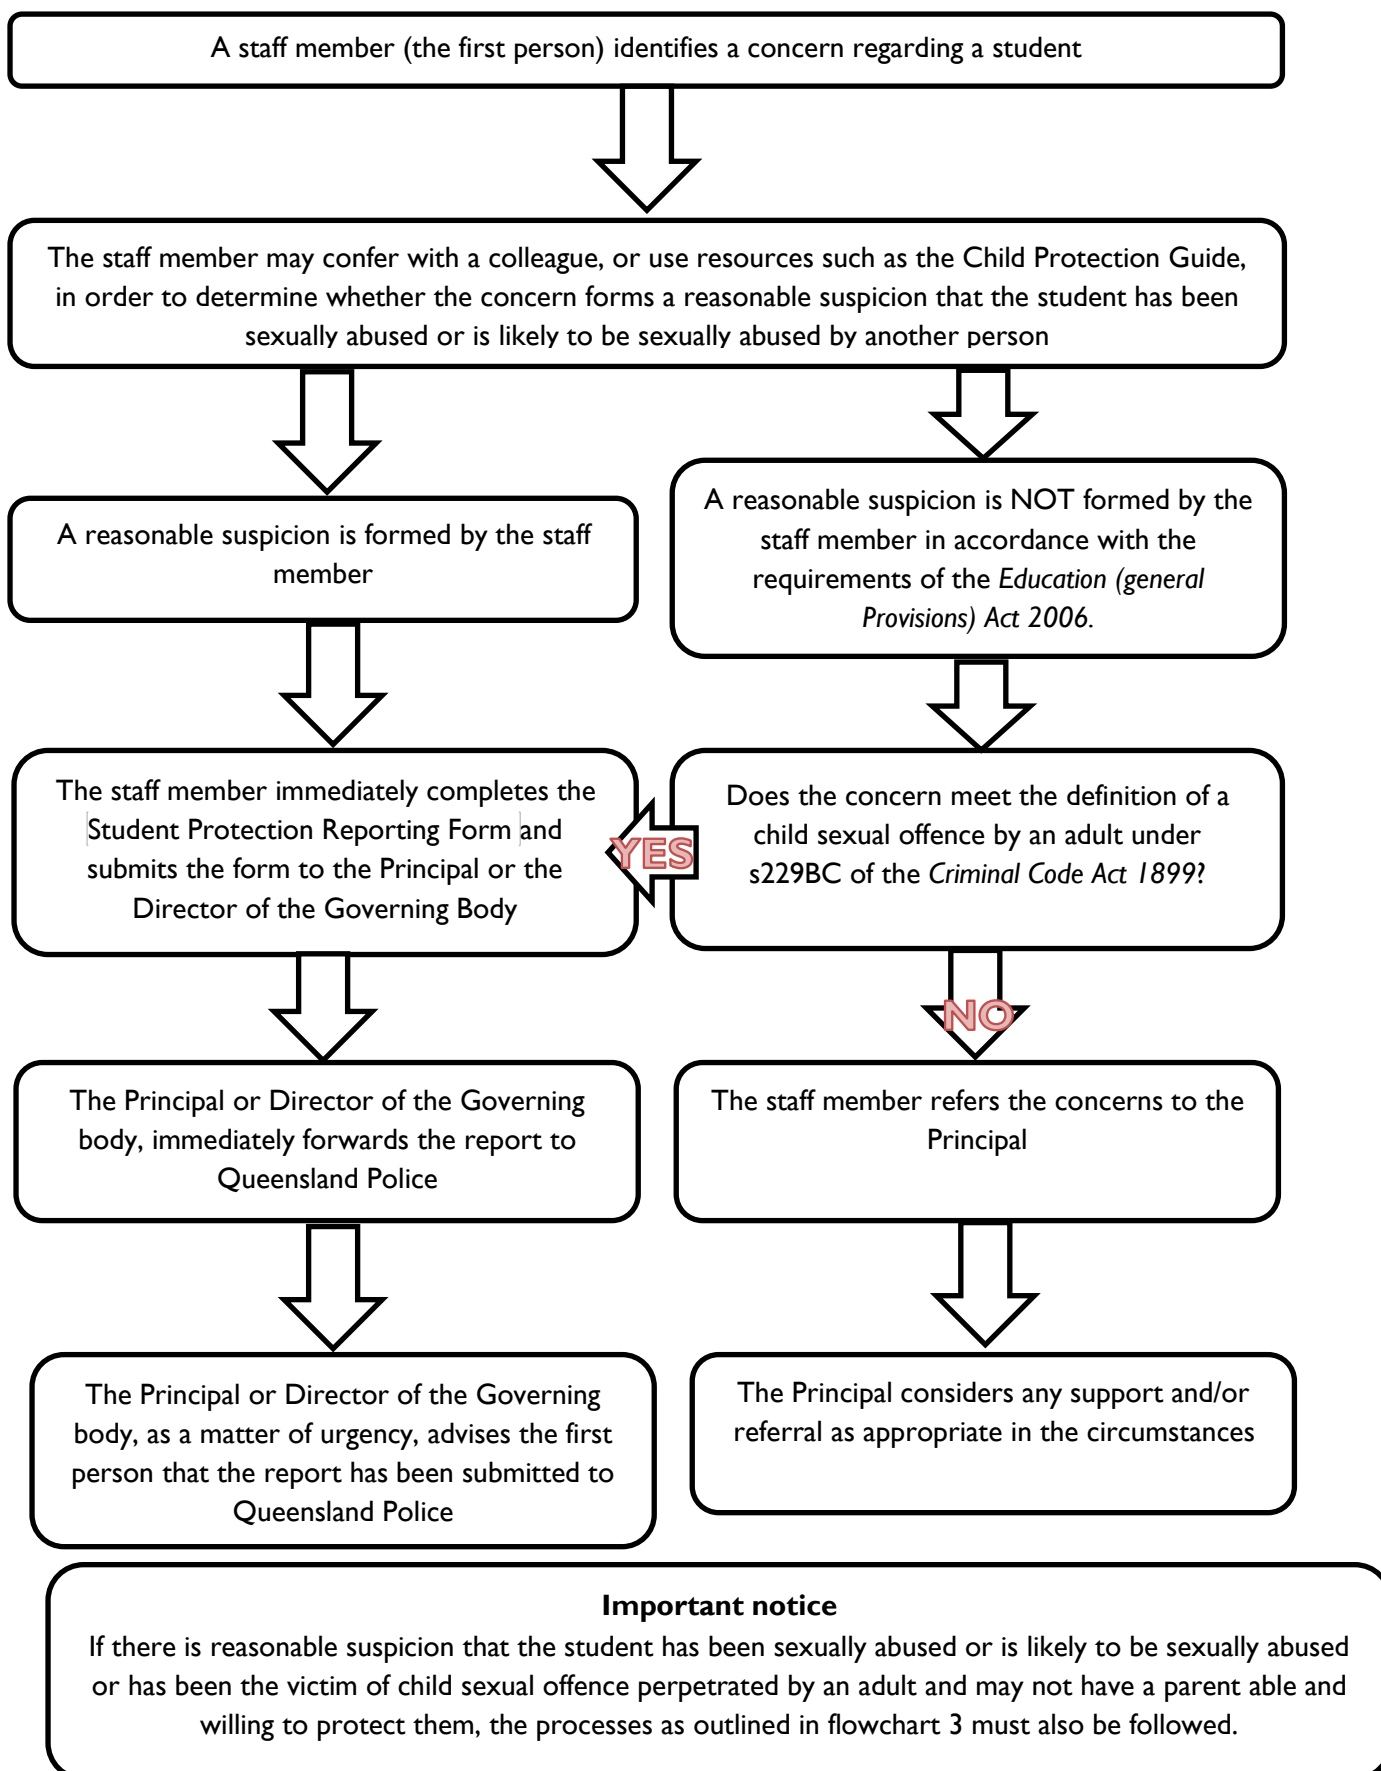 A staff member (the first person) identifies a concern regarding a student
The staff member may confer with a colleague, or use resources such as the Child Protection Guide,
in order to determine whether the concern forms a reasonable suspicion that the student has been
sexually abused or is likely to be sexually abused by another person
A reasonable suspicion is formed by the staff
member
A reasonable suspicion is NOT formed by the
staff member in accordance with the
requirements of the Education (general
Provisions) Act 2006.
The staff member immediately completes the
Student Protection Reporting Form and
submits the form to the Principal or the
Director of the Governing Body
YES
Does the concern meet the definition of a
child sexual offence by an adult under
s229BC of the Criminal Code Act 1899?
NO
The Principal or Director of the Governing
body, immediately forwards the report to
Queensland Police
The staff member refers the concerns to the
Principal
The Principal or Director of the Governing
body, as a matter of urgency, advises the first
person that the report has been submitted to
Queensland Police
The Principal considers any support and/or
referral as appropriate in the circumstances
Important notice
If there is reasonable suspicion that the student has been sexually abused or is likely to be sexually abused
or has been the victim of child sexual offence perpetrated by an adult and may not have a parent able and
willing to protect them, the processes as outlined in flowchart 3 must also be followed.